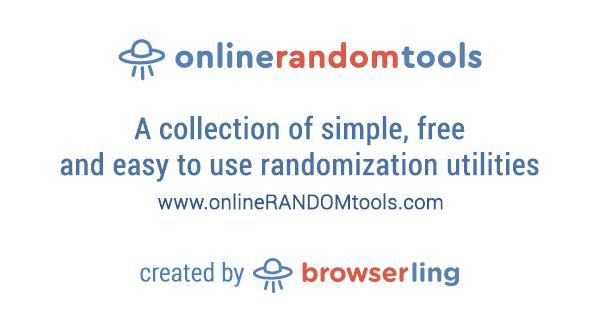 onlinerandomtools
A collection of simple, free
and easy to use randomization utilities
www.onlineRANDOMtools.com
created by browserling